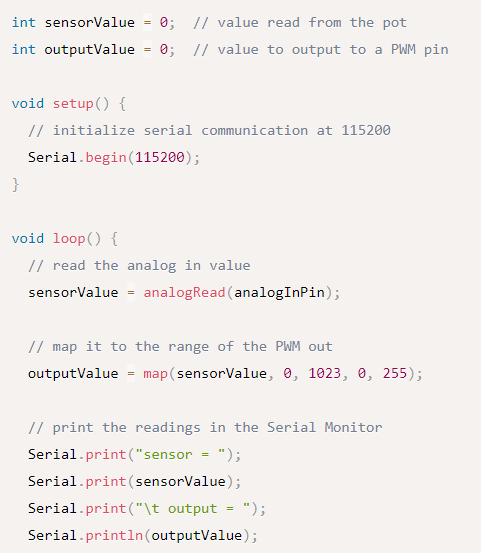 int sensorValue = 0;  // value read from the pot
int outputValue = 0;  // value to output to a PWM pin

void setup() {
  // initialize serial communication at 115200
  Serial.begin(115200);
}

void loop() {
  // read the analog in value
  sensorValue = analogRead(analogInPin);

  // map it to the range of the PWM out
  outputValue = map(sensorValue, 0, 1023, 0, 255);

  // print the readings in the Serial Monitor
  Serial.print("sensor = ");
  Serial.print(sensorValue);
  Serial.print("\t output = ");
  Serial.println(outputValue);